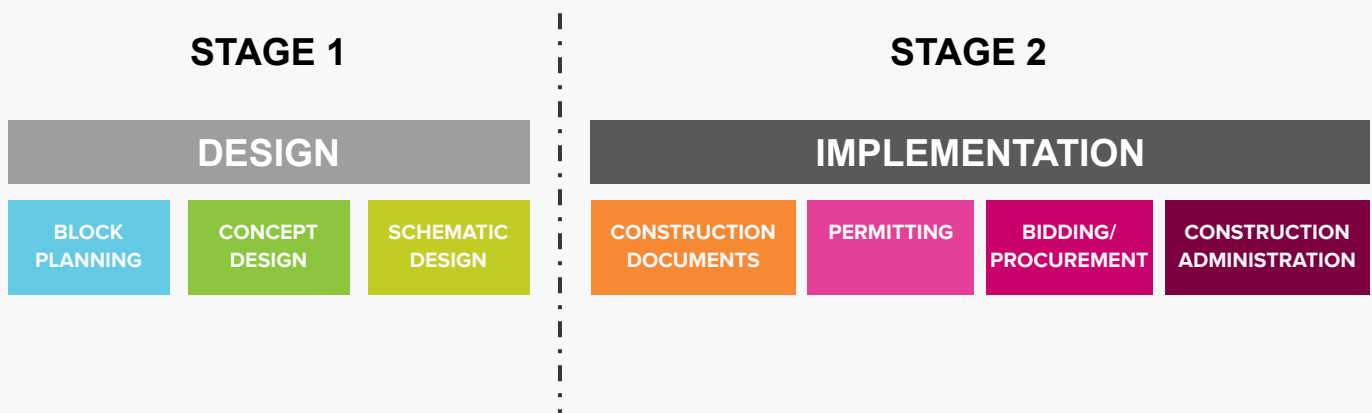 STAGE 1
STAGE 2
DESIGN
IMPLEMENTATION
BLOCK
PLANNING
CONCEPT
DESIGN
SCHEMATIC
DESIGN
CONSTRUCTION
DOCUMENTS
PERMITTING
BIDDING/
PROCUREMENT
CONSTRUCTION
ADMINISTRATION